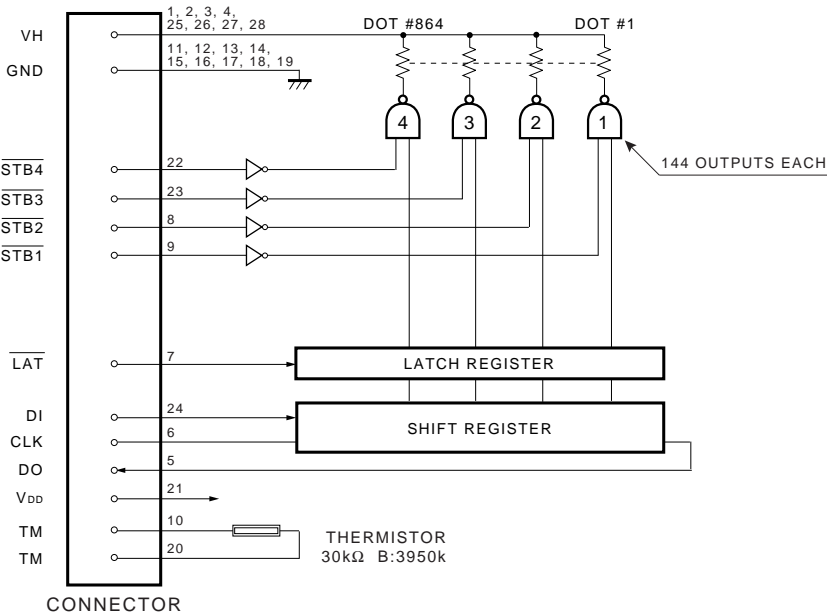 1, 2, 3, 4,
VH 25, 26, 27, 28 DOT #864 DOT #1
11, 12, 13, 14,
GND 15, 16, 17, 18, 19
4 3 2 1
144 OUTPUTS EACH
STB4 22
STB3 23
STB2 8
STB1 9
LAT 7 LATCH REGISTER
DI 24
SHIFT REGISTER
CLK 6
DO 5
VDD 21
TM 10
THERMISTOR
TM 20
30kΩ B:3950k
CONNECTOR